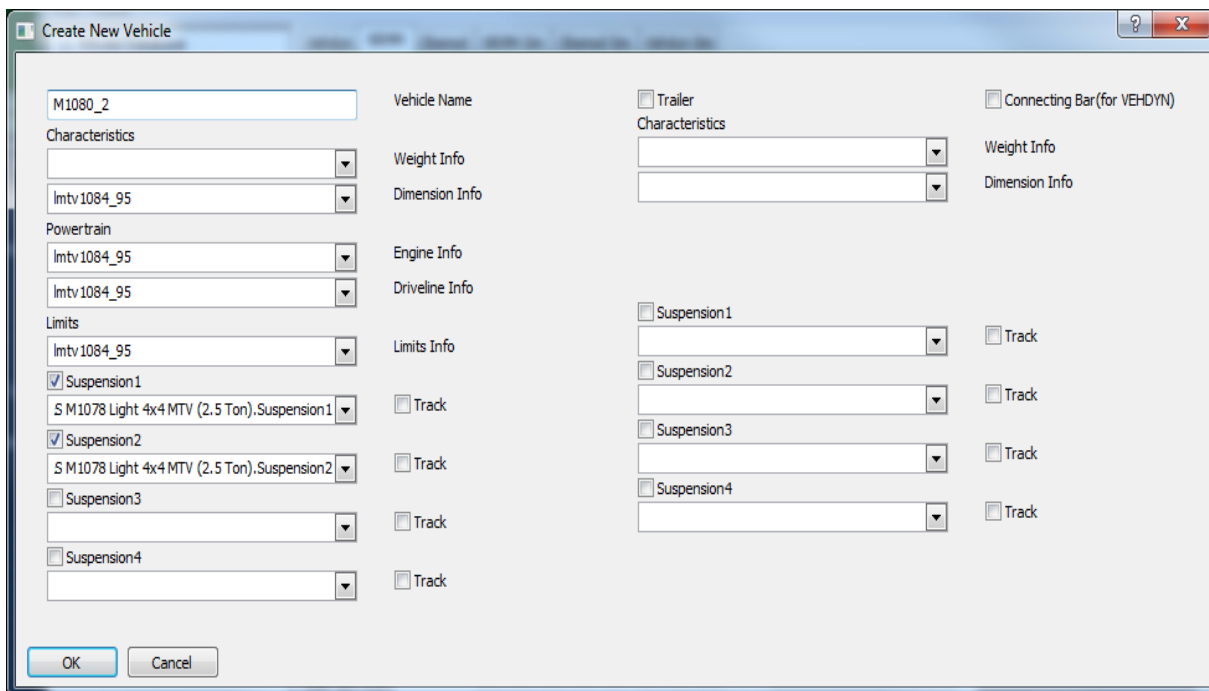 Create New Vehicle
M1080_2 Vehicle Name Trailer Connecting Bar(for VEHDYN)
Characteristics Characteristics
Weight Info Weight Info
lmtv1084_95 Dimension Info Dimension Info
Powertrain
lmtv1084_95 Engine Info
lmtv1084_95 Driveline Info
Limits Suspension1
lmtv1084_95 Limits Info Track
Suspension1 Suspension2
S M1078 Light 4x4 MTV (2.5 Ton).Suspension1 Track Track
Suspension2 Suspension3
S M1078 Light 4x4 MTV (2.5 Ton).Suspension2 Track Track
Suspension3 Suspension4
Track Track
Suspension4
Track
OK Cancel